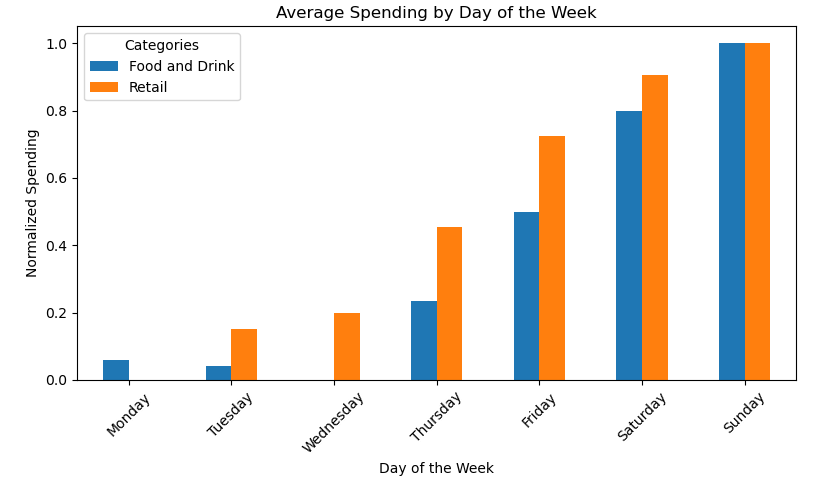 Average Spending by Day of the Week
Categories
Food and Drink
Retail
Normalized Spending
1.0
0.8
0.6
0.4
0.2
0.0
Monday
Tuesday
Wednesday
Thursday
Friday
Saturday
Sunday
Day of the Week